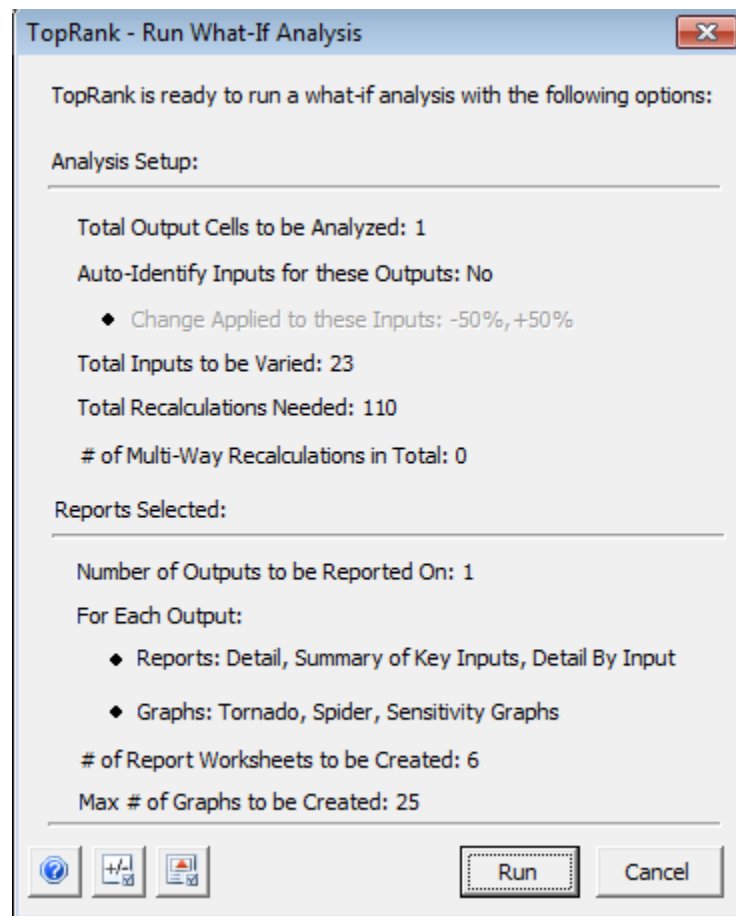 TopRank - Run What-If Analysis
TopRank is ready to run a what-if analysis with the following options:
Analysis Setup:
Total Output Cells to be Analyzed: 1
Auto-Identify Inputs for these Outputs: No
Change Applied to these Inputs: -50%,+50%
Total Inputs to be Varied: 23
Total Recalculations Needed: 110
# of Multi-Way Recalculations in Total: 0
Reports Selected:
Number of Outputs to be Reported On: 1
For Each Output:
Reports: Detail, Summary of Key Inputs, Detail By Input
Graphs: Tornado, Spider, Sensitivity Graphs
# of Report Worksheets to be Created: 6
Max # of Graphs to be Created: 25
? +/- Run Cancel